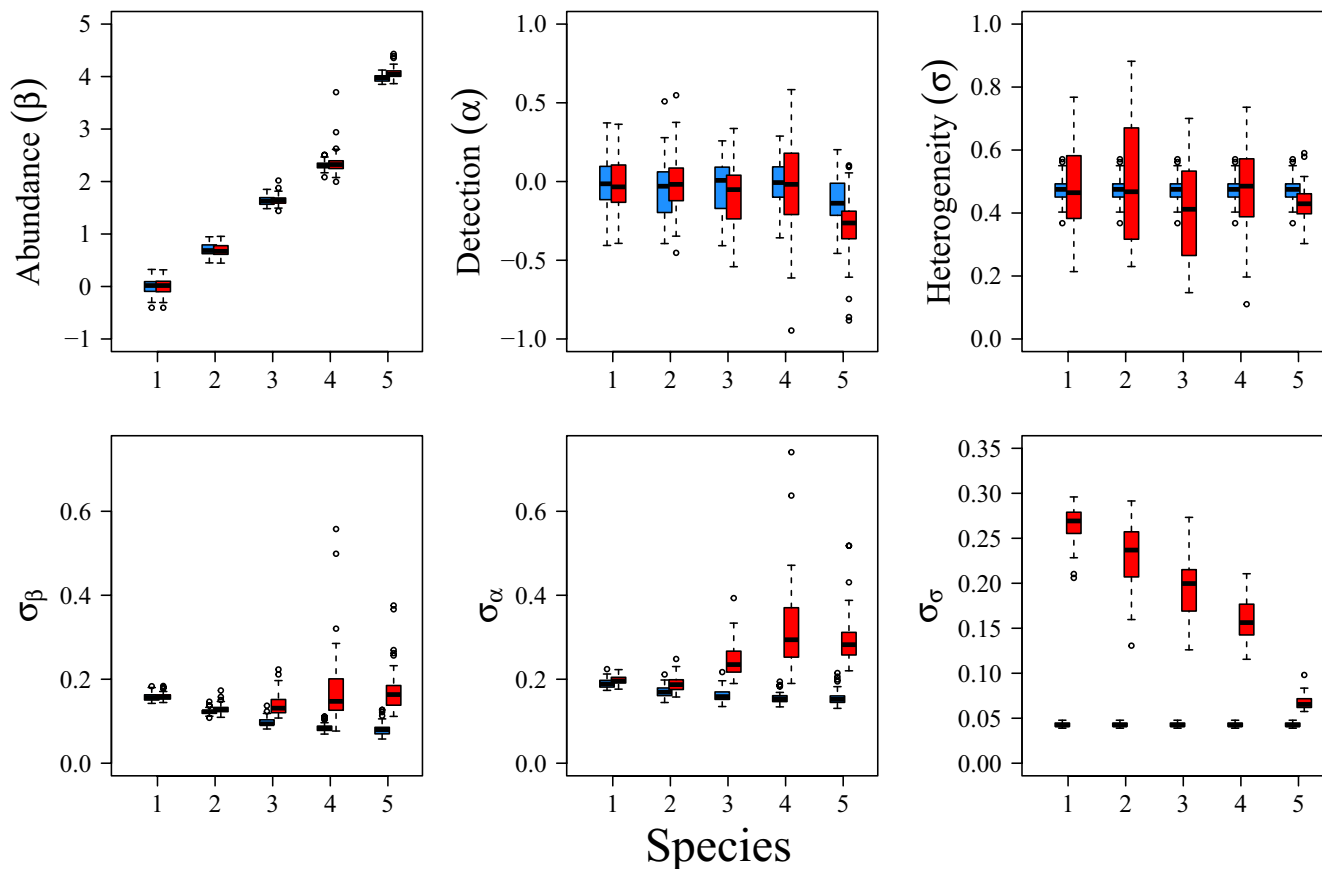 Abundance (β)
5
4
3
2
1
0
−1
1 2 3 4 5
Detection (α)
1.0
0.5
0.0
−0.5
−1.0
1 2 3 4 5
Heterogeneity (σ)
1.0
0.8
0.6
0.4
0.2
0.0
1 2 3 4 5
σβ
0.6
0.4
0.2
0.0
1 2 3 4 5
σα
0.6
0.4
0.2
0.0
1 2 3 4 5
σσ
0.35
0.30
0.25
0.20
0.15
0.10
0.05
0.00
1 2 3 4 5
Species